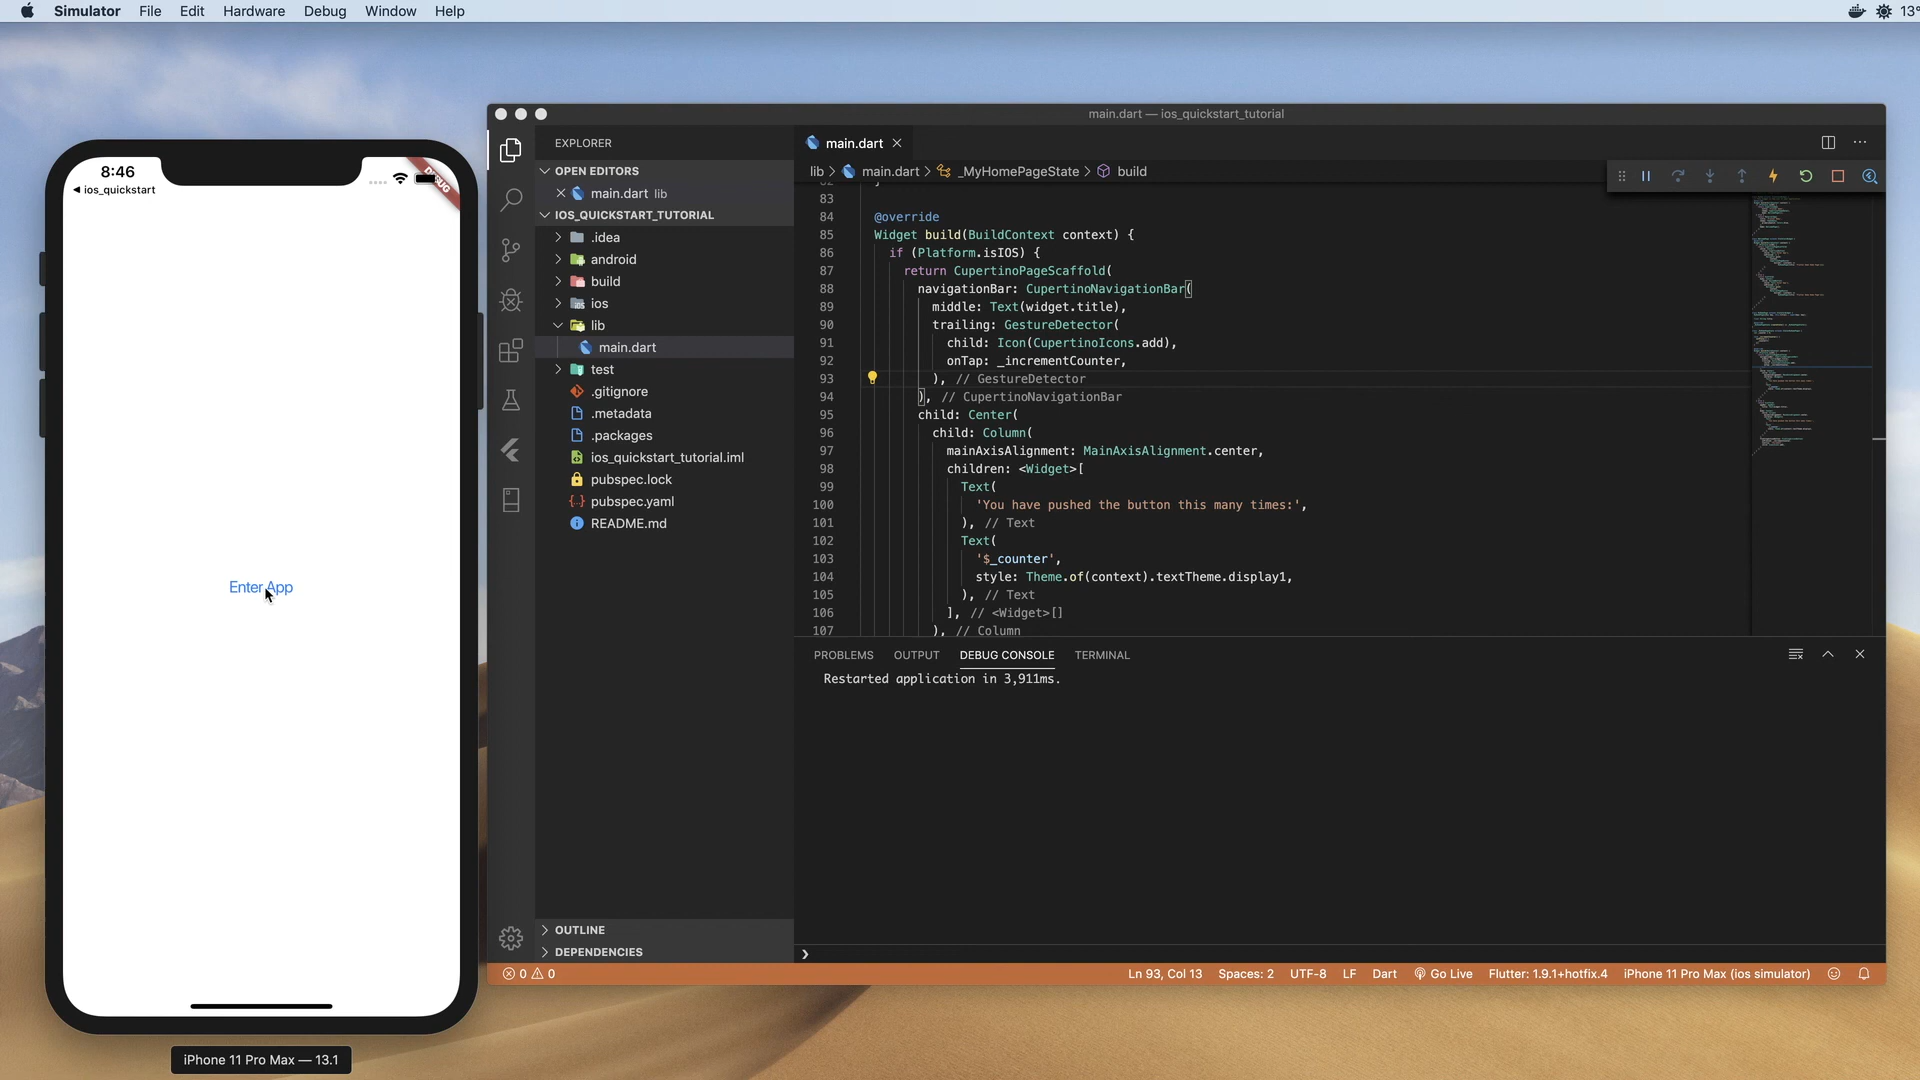 Simulator File Edit Hardware Debug Window Help
13°
8:46
ios_quickstart
DEBUG
Enter App
iPhone 11 Pro Max — 13.1
main.dart — ios_quickstart_tutorial
EXPLORER
OPEN EDITORS
main.dart lib
IOS_QUICKSTART_TUTORIAL
.idea
android
build
ios
lib
main.dart
test
.gitignore
.metadata
.packages
ios_quickstart_tutorial.iml
pubspec.lock
pubspec.yaml
README.md
OUTLINE
DEPENDENCIES
main.dart
lib > main.dart > _MyHomePageState > build
82 }
83
84 @override
85 Widget build(BuildContext context) {
86 if (Platform.isIOS) {
87 return CupertinoPageScaffold(
88 navigationBar: CupertinoNavigationBar(
89 middle: Text(widget.title),
90 trailing: GestureDetector(
91 child: Icon(CupertinoIcons.add),
92 onTap: _incrementCounter,
93 ), // GestureDetector
94 ), // CupertinoNavigationBar
95 child: Center(
96 child: Column(
97 mainAxisAlignment: MainAxisAlignment.center,
98 children: <Widget>[
99 Text(
100 'You have pushed the button this many times:',
101 ), // Text
102 Text(
103 '$_counter',
104 style: Theme.of(context).textTheme.display1,
105 ), // Text
106 ], // <Widget>[]
107 ), // Column
PROBLEMS OUTPUT DEBUG CONSOLE TERMINAL
Restarted application in 3,911ms.
0 0 Ln 93, Col 13 Spaces: 2 UTF-8 LF Dart Go Live Flutter: 1.9.1+hotfix.4 iPhone 11 Pro Max (ios simulator)